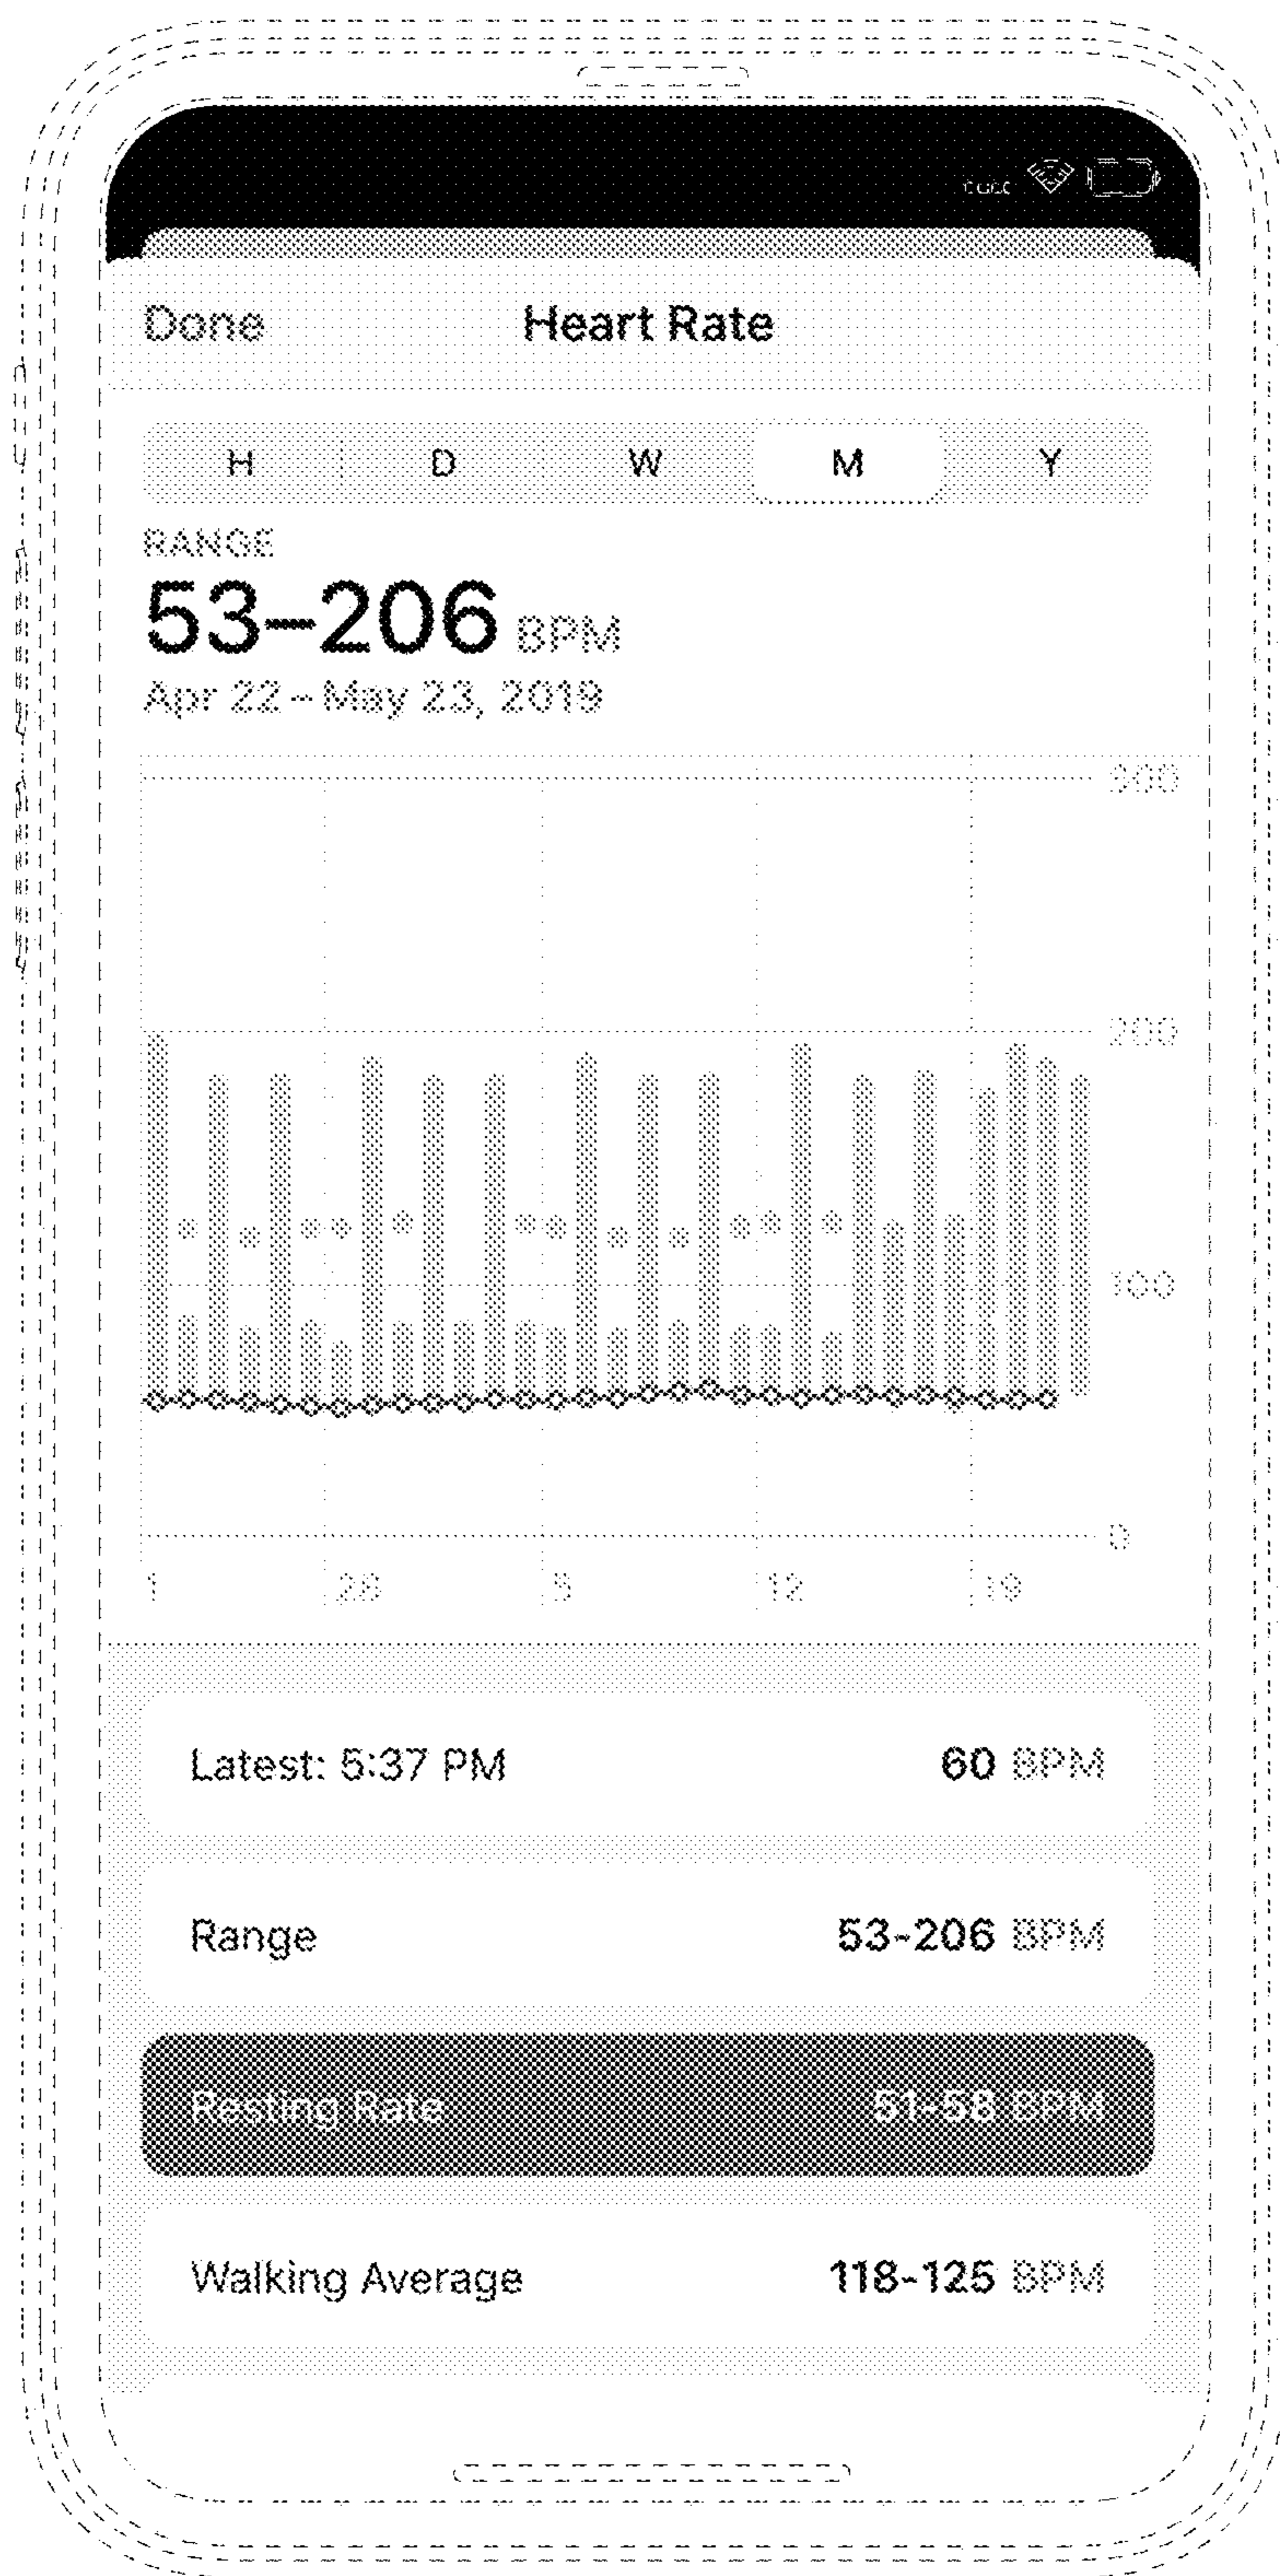 Done Heart Rate
H D W M Y
RANGE
53–206 BPM
Apr 22 – May 23, 2019
300
200
100
0
1 28 5 12 19
Latest: 5:37 PM 60 BPM
Range 53-206 BPM
Resting Rate 51-58 BPM
Walking Average 118-125 BPM